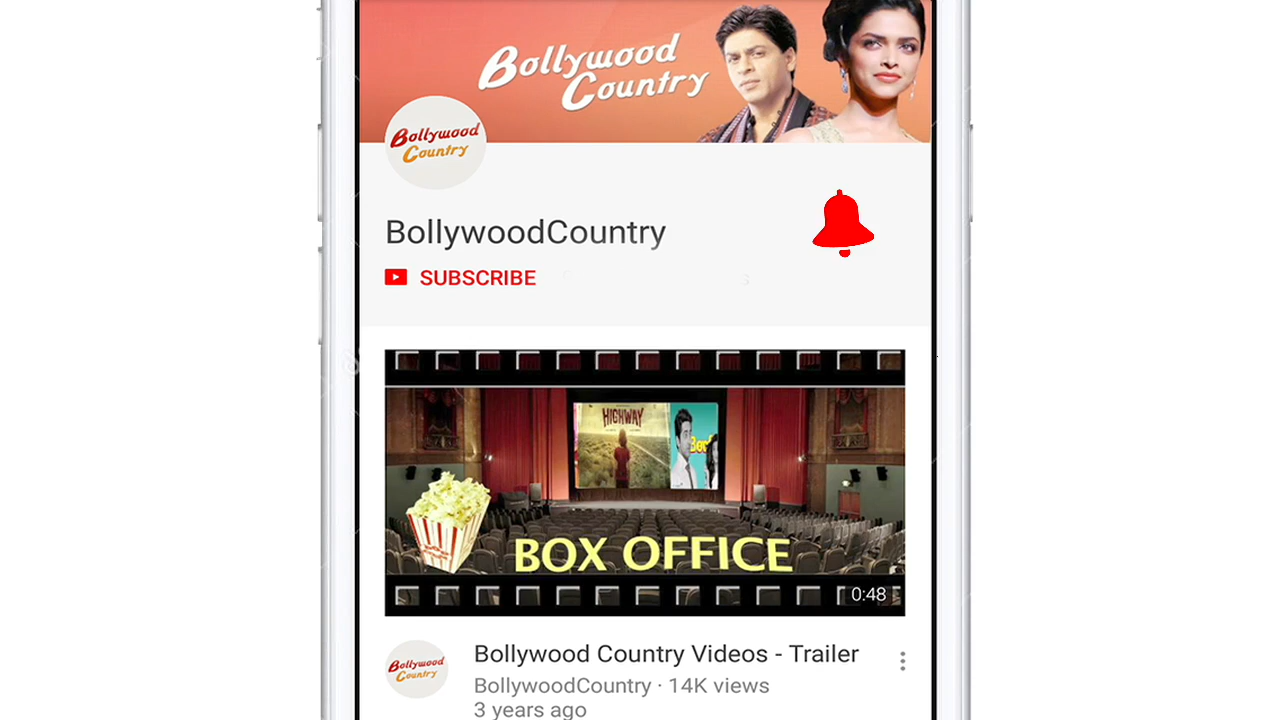 Bollywood
Country
Bollywood
Country
BollywoodCountry
SUBSCRIBE
HIGHWAY
BOX OFFICE
0:48
Bollywood
Country
Bollywood Country Videos - Trailer
BollywoodCountry · 14K views
3 years ago